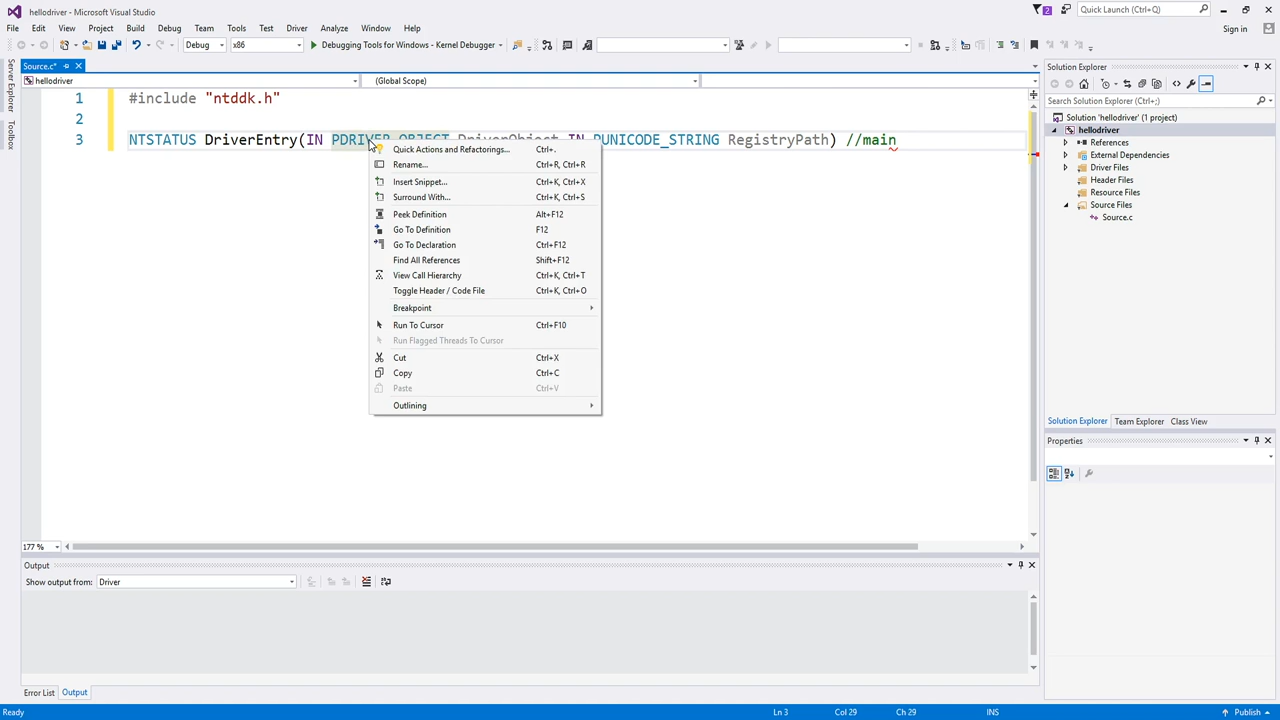 hellodriver - Microsoft Visual Studio
2
Quick Launch (Ctrl+Q)
File Edit View Project Build Debug Team Tools Test Driver Analyze Window Help
Sign in
Debug x86 Debugging Tools for Windows - Kernel Debugger
Source.c*
Solution Explorer
hellodriver (Global Scope)
Search Solution Explorer (Ctrl+;)
Server Explorer
Toolbox
1 #include "ntddk.h"
2
3 NTSTATUS DriverEntry(IN PDRIVER_OBJECT DriverObject IN PUNICODE_STRING RegistryPath) //main
Quick Actions and Refactorings... Ctrl+.
Rename... Ctrl+R, Ctrl+R
Insert Snippet... Ctrl+K, Ctrl+X
Surround With... Ctrl+K, Ctrl+S
Peek Definition Alt+F12
Go To Definition F12
Go To Declaration Ctrl+F12
Find All References Shift+F12
View Call Hierarchy Ctrl+K, Ctrl+T
Toggle Header / Code File Ctrl+K, Ctrl+O
Breakpoint
Run To Cursor Ctrl+F10
Run Flagged Threads To Cursor
Cut Ctrl+X
Copy Ctrl+C
Paste Ctrl+V
Outlining
Solution 'hellodriver' (1 project)
hellodriver
References
External Dependencies
Driver Files
Header Files
Resource Files
Source Files
Source.c
Solution Explorer Team Explorer Class View
Properties
177 %
Output
Show output from: Driver
Error List Output
Ready Ln 3 Col 29 Ch 29 INS Publish